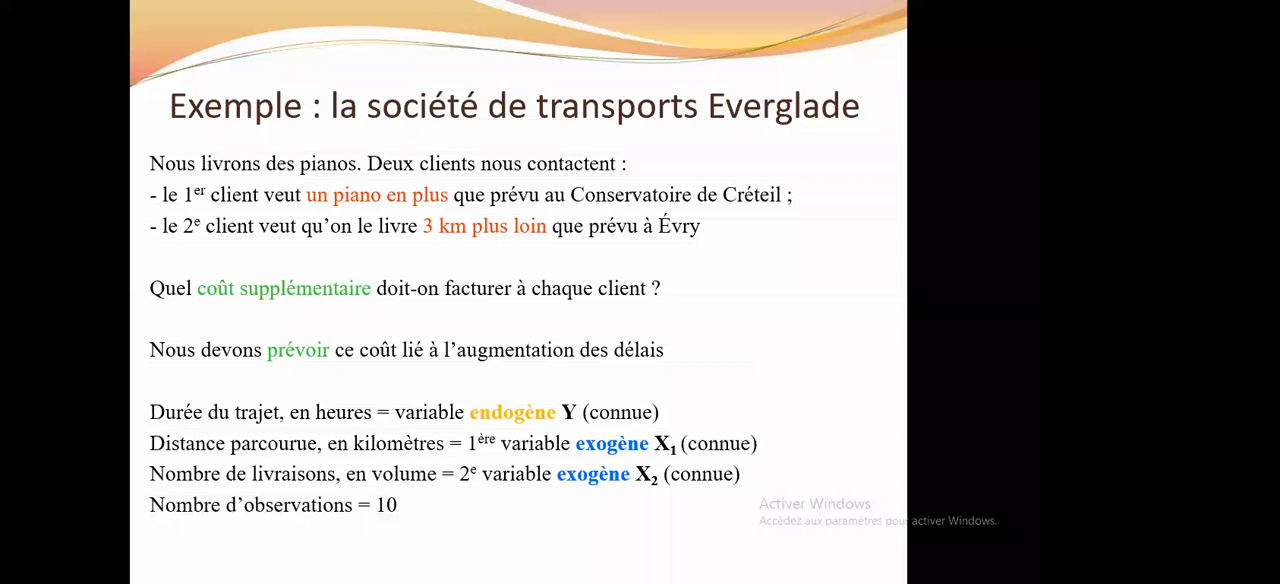 Exemple : la société de transports Everglade
Nous livrons des pianos. Deux clients nous contactent :
- le 1er client veut un piano en plus que prévu au Conservatoire de Créteil ;
- le 2e client veut qu’on le livre 3 km plus loin que prévu à Évry
Quel coût supplémentaire doit-on facturer à chaque client ?
Nous devons prévoir ce coût lié à l’augmentation des délais
Durée du trajet, en heures = variable endogène Y (connue)
Distance parcourue, en kilomètres = 1ère variable exogène X1 (connue)
Nombre de livraisons, en volume = 2e variable exogène X2 (connue)
Nombre d’observations = 10
Activer Windows
Accédez aux paramètres pour activer Windows.